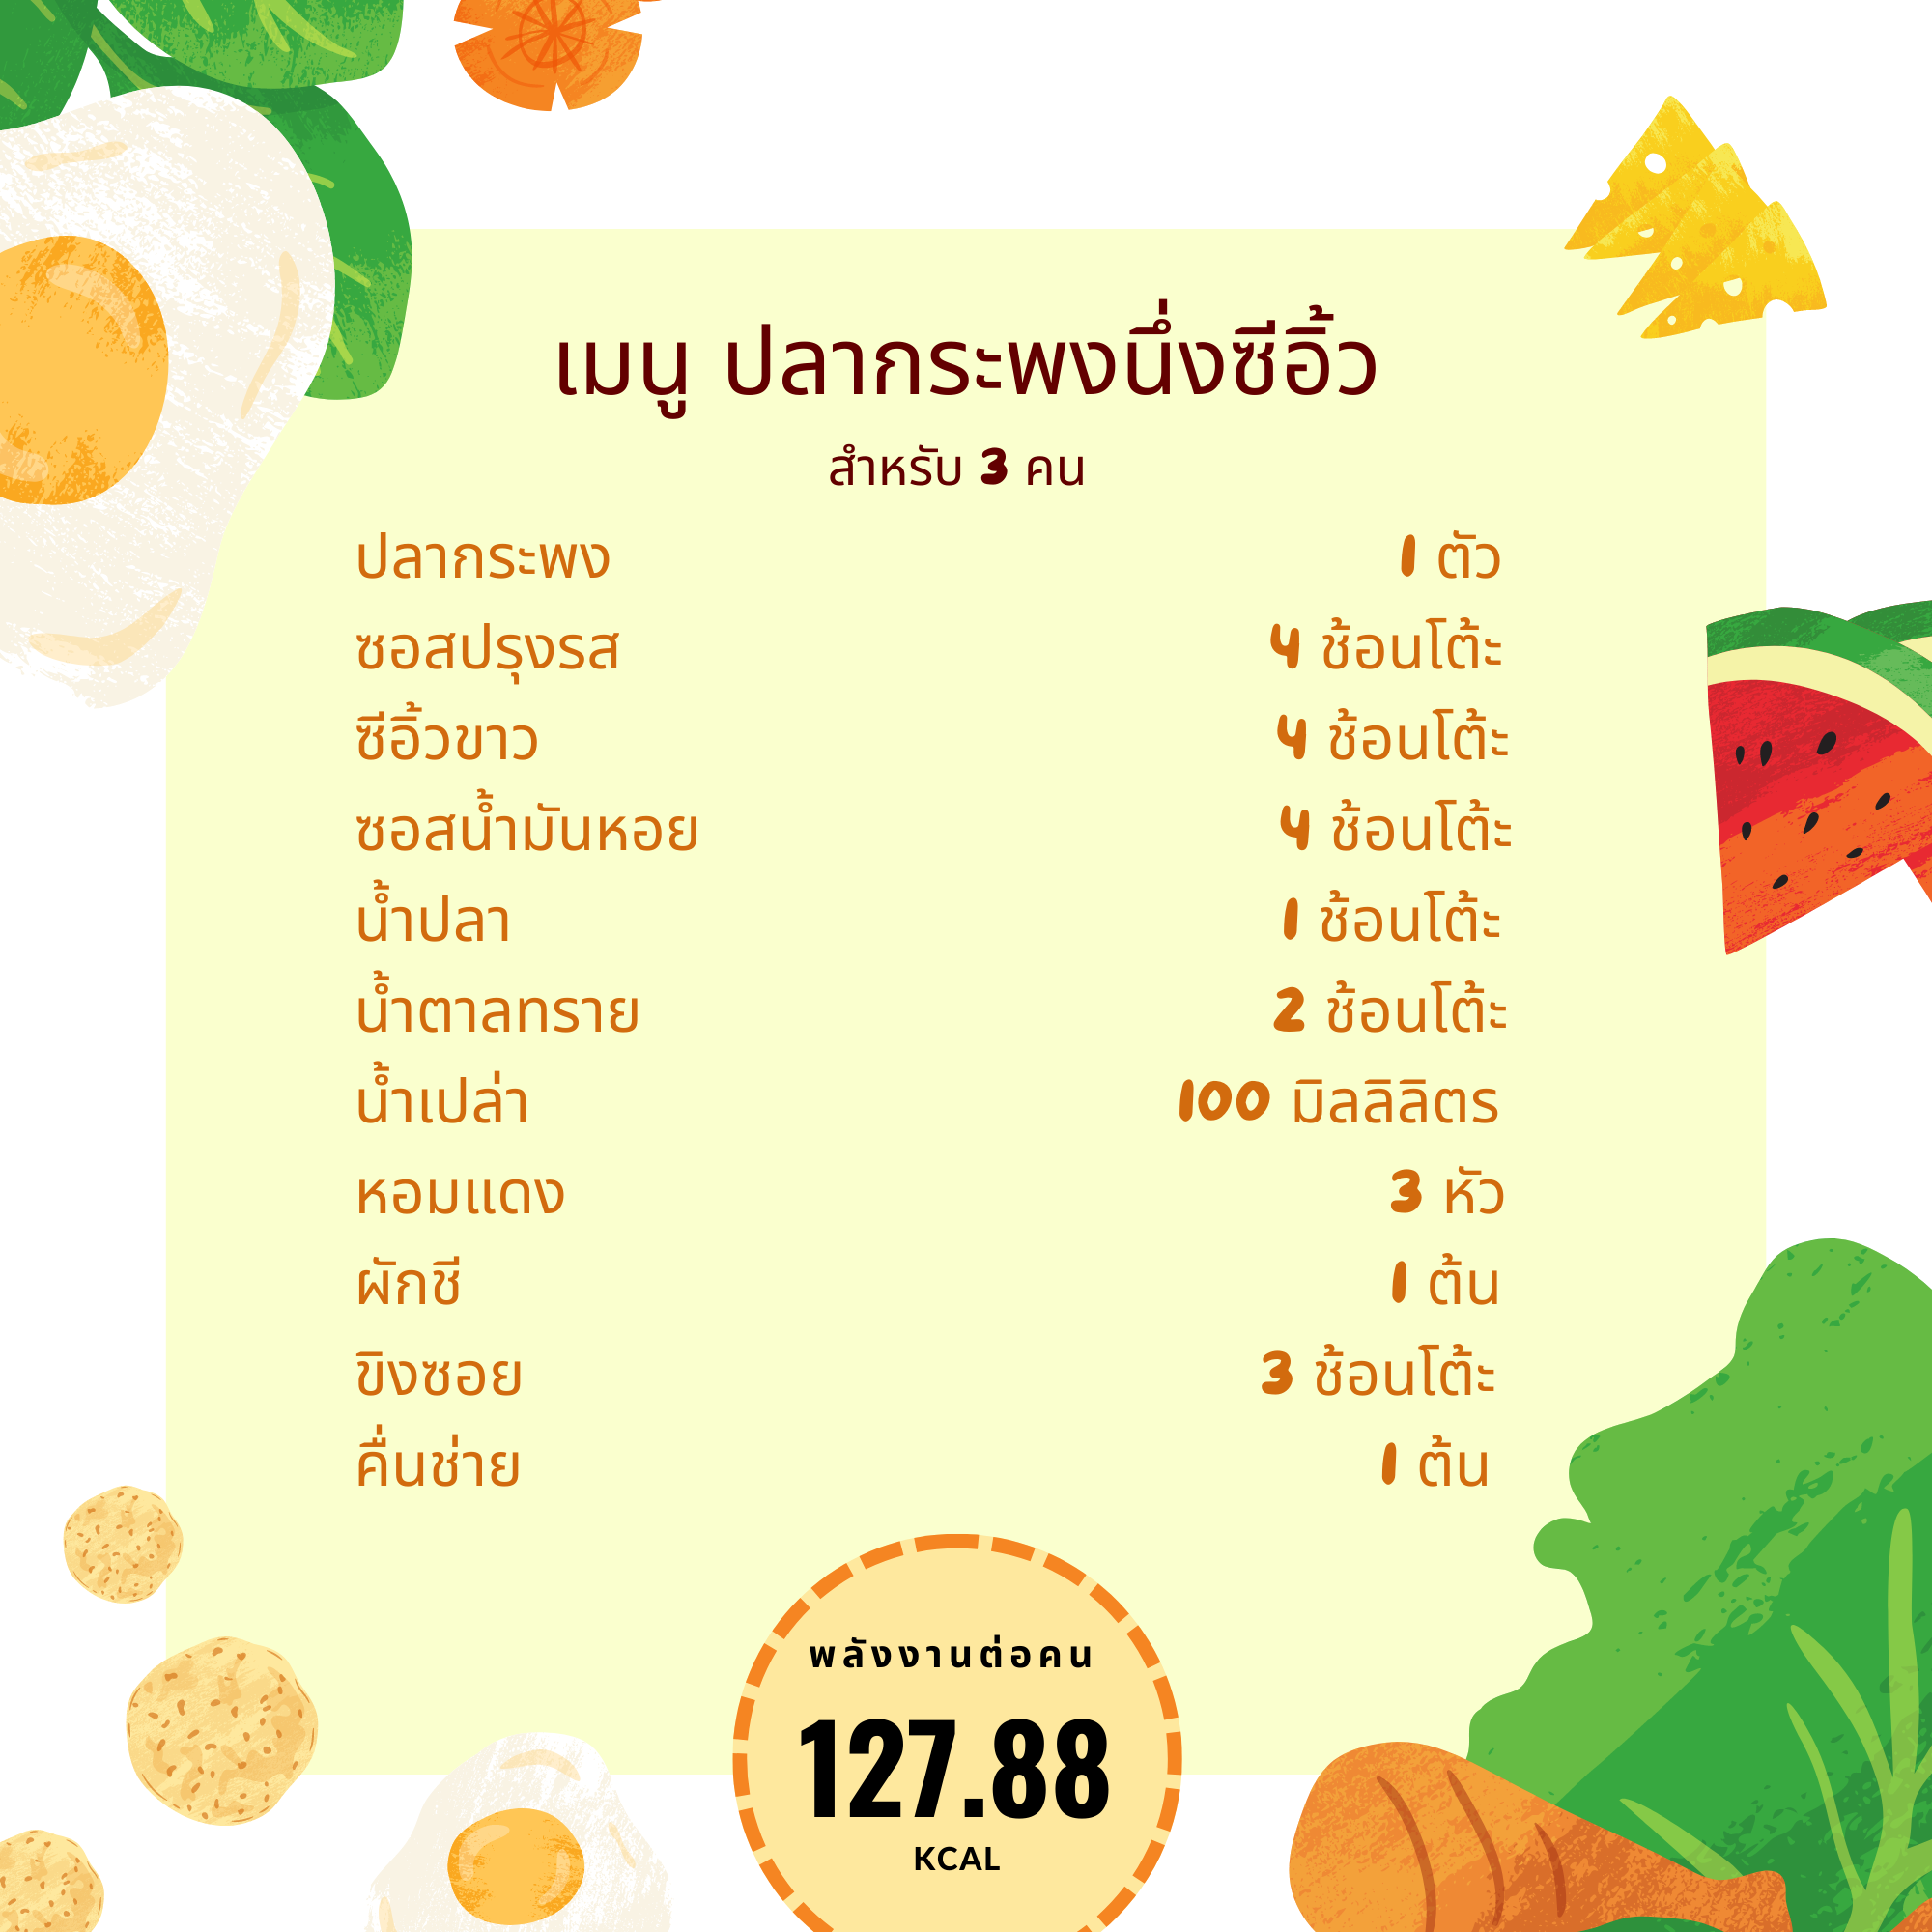 เมนู ปลากระพงนึ่งซีอิ้ว
สำหรับ 3 คน
ปลากระพง 1 ตัว
ซอสปรุงรส 4 ช้อนโต้ะ
ซีอิ้วขาว 4 ช้อนโต้ะ
ซอสน้ำมันหอย 4 ช้อนโต้ะ
น้ำปลา 1 ช้อนโต้ะ
น้ำตาลทราย 2 ช้อนโต้ะ
น้ำเปล่า 100 มิลลิลิตร
หอมแดง 3 หัว
ผักชี 1 ต้น
ขิงซอย 3 ช้อนโต้ะ
คื่นช่าย 1 ต้น
พลังงานต่อคน
127.88
KCAL